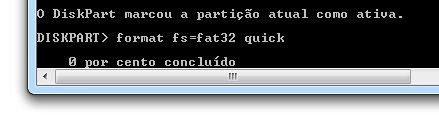 O DiskPart marcou a partição atual como ativa.
DISKPART> format fs=fat32 quick
0 por cento concluído